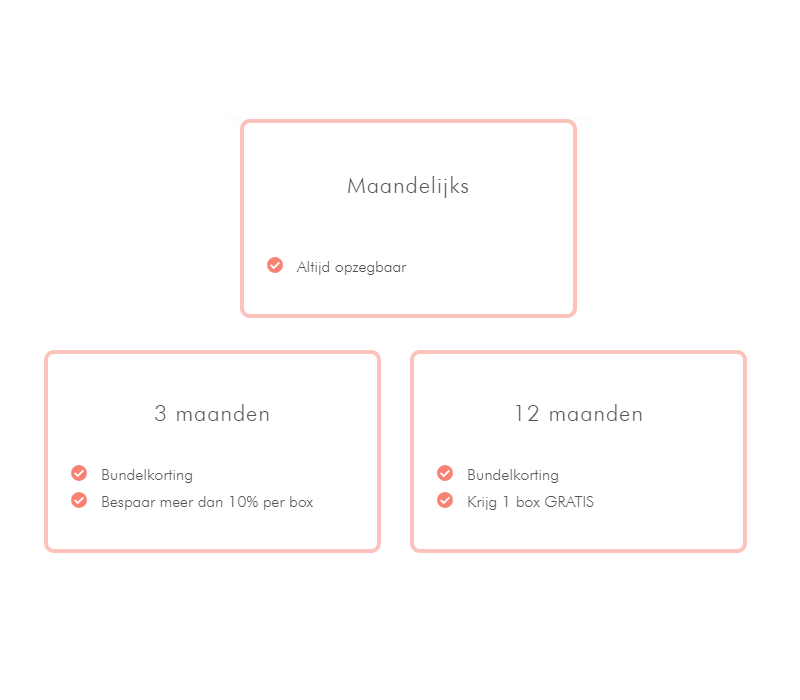 Maandelijks
Altijd opzegbaar
3 maanden
Bundelkorting
Bespaar meer dan 10% per box
12 maanden
Bundelkorting
Krijg 1 box GRATIS